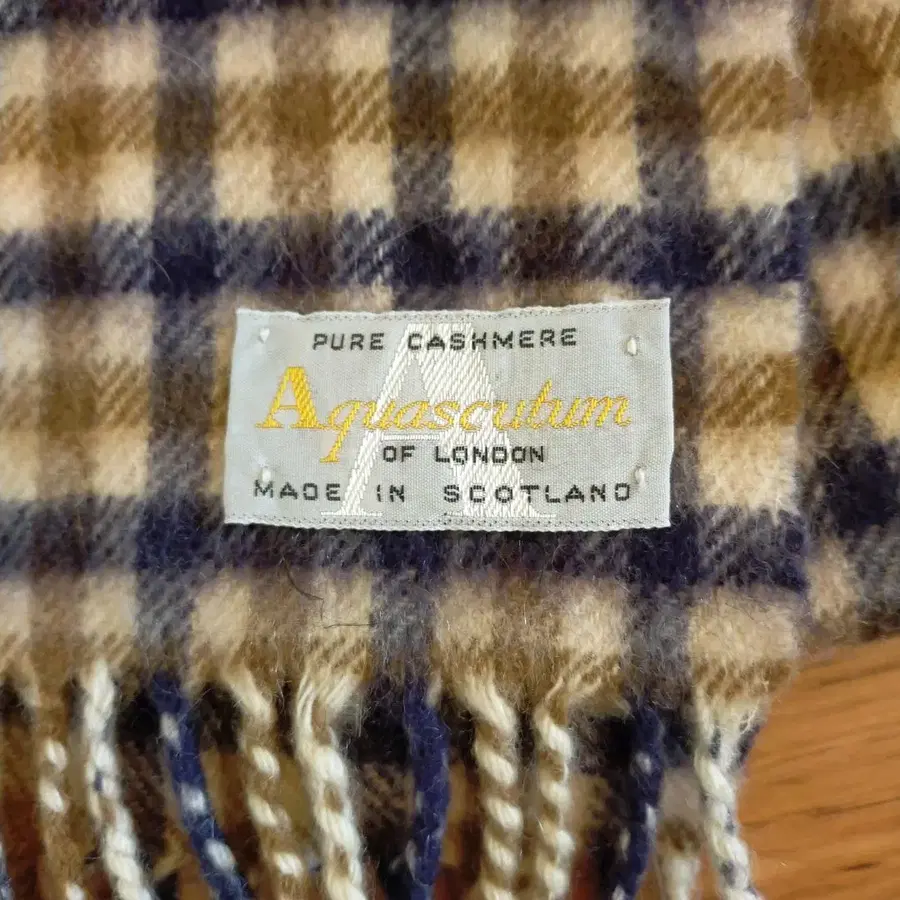 PURE CASHMERE
Aquascutum
OF LONDON
MADE IN SCOTLAND